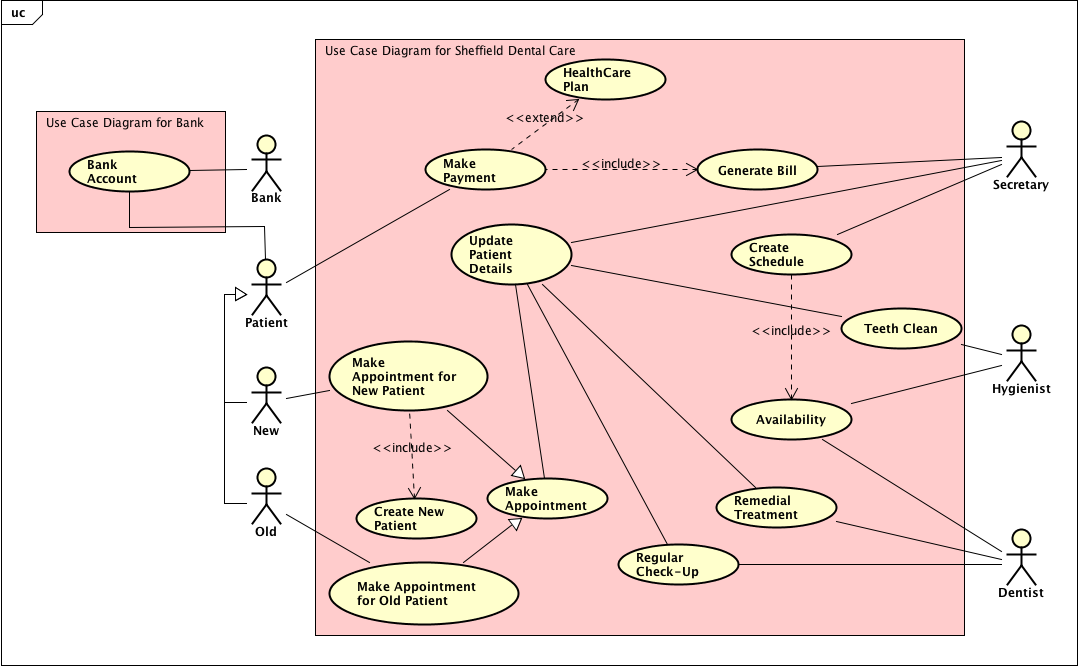 uc
Use Case Diagram for Sheffield Dental Care
HealthCare
Plan
<<extend>>
Use Case Diagram for Bank
Bank
Account
Bank
Make
Payment
<<include>>
Generate Bill
Secretary
Update
Patient
Details
Create
Schedule
Patient
<<include>>
Teeth Clean
Hygienist
Make
Appointment for
New Patient
New
Availability
<<include>>
Make
Appointment
Create New
Patient
Remedial
Treatment
Old
Regular
Check-Up
Make Appointment
for Old Patient
Dentist